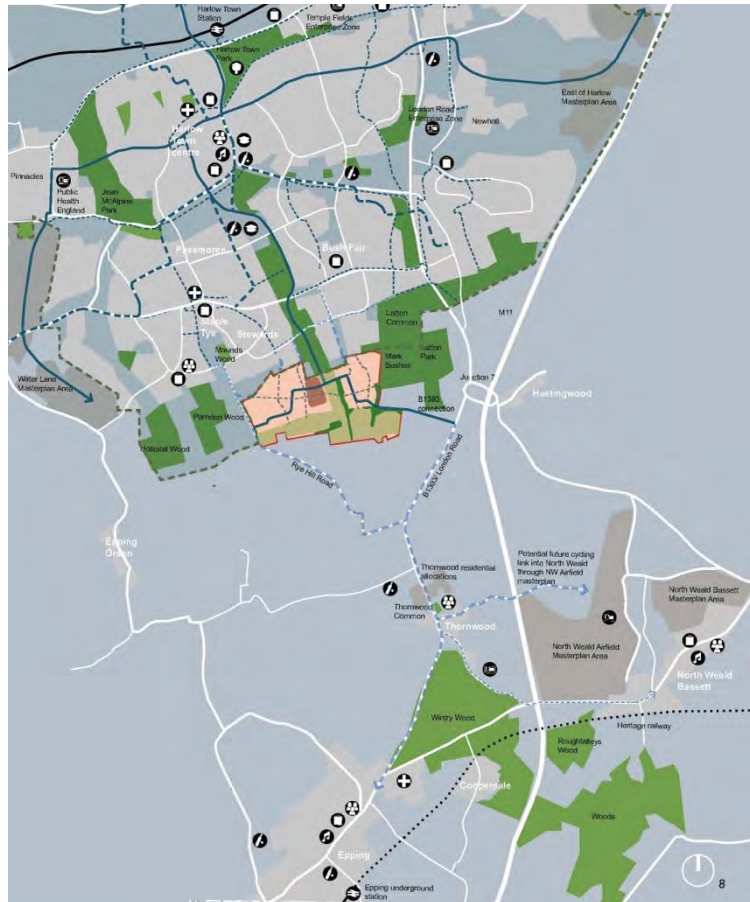 Harlow Town
Station
Temple Fields
Enterprise Zone
Harlow Town
Park
East of Harlow
Masterplan Area
London Road
Enterprise Zone
Newhall
Harlow
Town
centre
Pinnacles
Public
Health
England
Jean
McAlpine
Park
Passmores
Bush Fair
Latton
Common
M11
Staple
Tye
Stewards
Maunds
Wood
Mark
Bushes
Latton
Park
Water Lane
Masterplan Area
Junction 7
Hastingwood
B1393
connection
Parndon Wood
Hospital Wood
Rye Hill Road
B1393/ London Road
Epping
Green
Thornwood residential
allocations
Potential future cycling
link into North Weald
through NW Airfield
masterplan
North Weald Bassett
Masterplan Area
Thornwood
Common
Thornwood
North Weald Airfield
Masterplan Area
North Weald
Bassett
Wintry Wood
Heritage railway
Roughtalleys
Wood
Coopersale
Woods
Epping
Epping underground
station
8